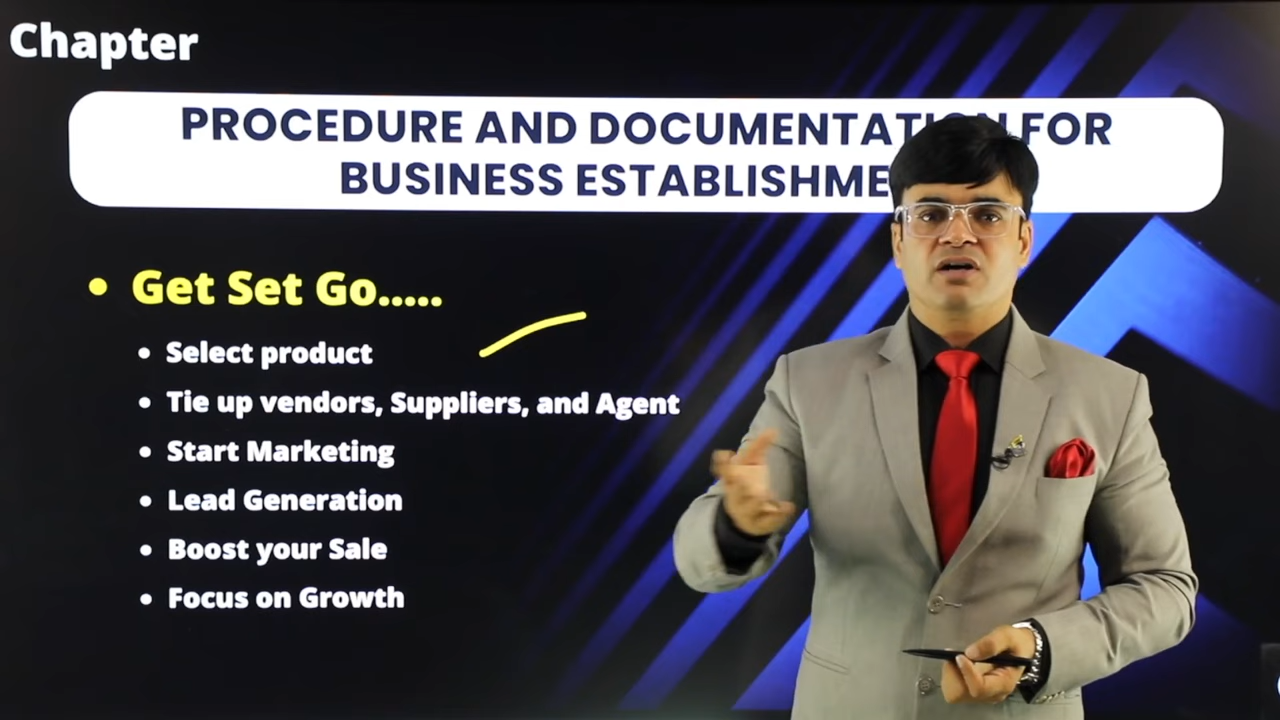 Chapter
PROCEDURE AND DOCUMENTATION FOR
BUSINESS ESTABLISHME
• Get Set Go.....
• Select product
• Tie up vendors, Suppliers, and Agent
• Start Marketing
• Lead Generation
• Boost your Sale
• Focus on Growth